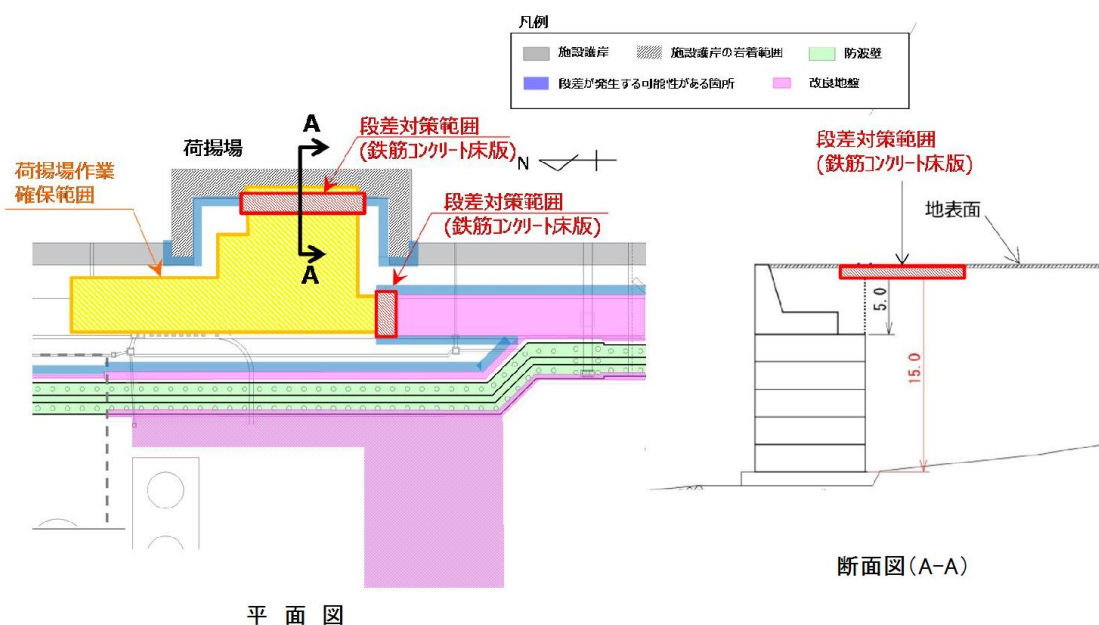 凡例
施設護岸 施設護岸の岩着範囲 防波壁
段差が発生する可能性がある箇所 改良地盤
荷揚場
A
段差対策範囲
(鉄筋コンクリート床版)
N
荷揚場作業
確保範囲
段差対策範囲
(鉄筋コンクリート床版)
A
平面図
段差対策範囲
(鉄筋コンクリート床版)
地表面
5.0
15.0
断面図(A-A)